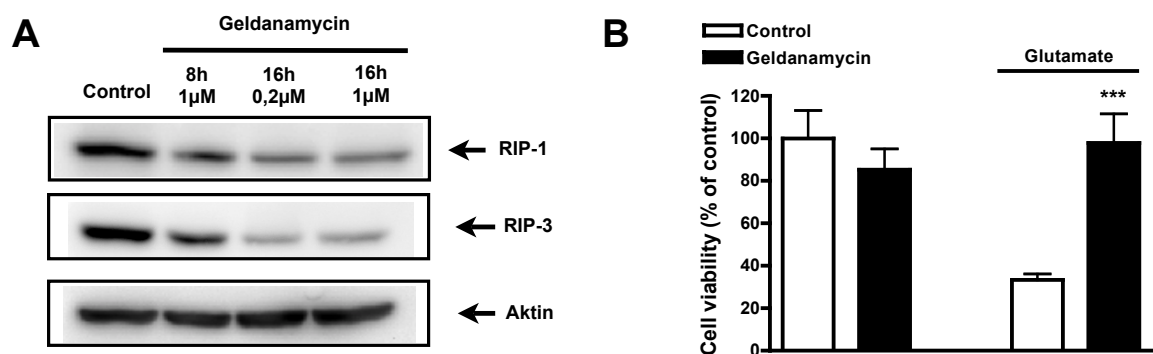 A
Geldanamycin
Control
8h
1µM
16h
0,2µM
16h
1µM
RIP-1
RIP-3
Aktin
B
Control
Geldanamycin
Glutamate
***
Cell viability (% of control)
120
100
80
60
40
20
0